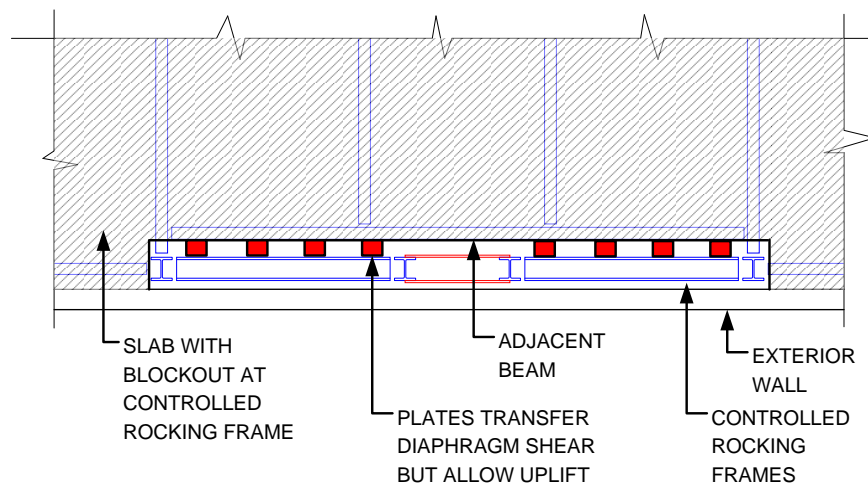 SLAB WITH
BLOCKOUT AT
CONTROLLED
ROCKING FRAME
PLATES TRANSFER
DIAPHRAGM SHEAR
BUT ALLOW UPLIFT
ADJACENT
BEAM
CONTROLLED
ROCKING
FRAMES
EXTERIOR
WALL